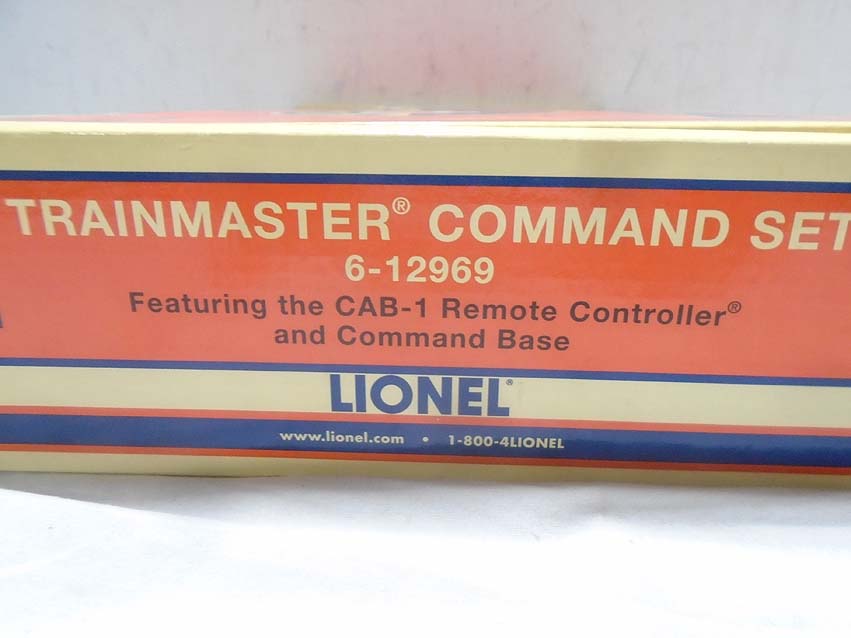 TRAINMASTER® COMMAND SET
6-12969
Featuring the CAB-1 Remote Controller®
and Command Base
LIONEL®
www.lionel.com • 1-800-4LIONEL